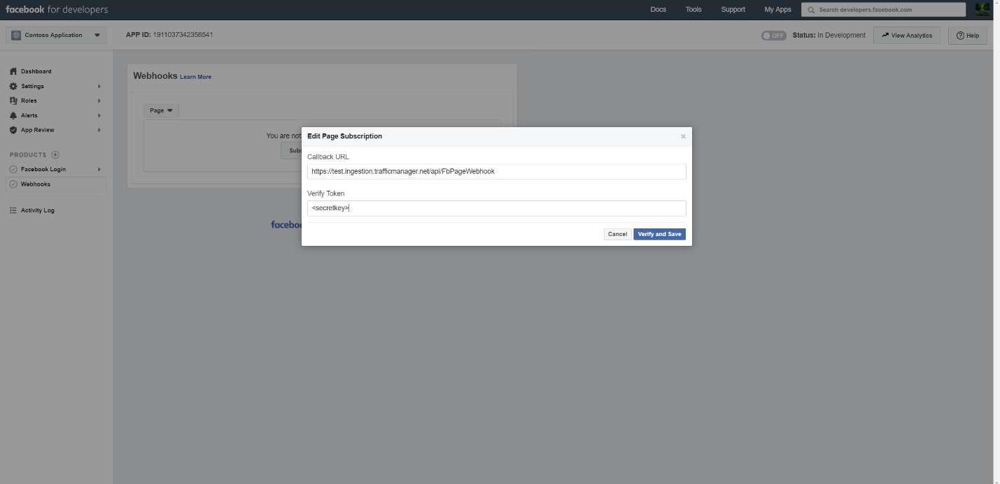 facebook for developers
Docs Tools Support My Apps Search developers.facebook.com
Contoso Application APP ID: 1911037342356541 OFF Status: In Development View Analytics Help
Dashboard
Settings
Roles
Alerts
App Review
PRODUCTS
Facebook Login
Webhooks
Activity Log
Webhooks Learn More
Page
You are not
Subs
facebo
Edit Page Subscription
Callback URL
https://test.ingestion.trafficmanager.net/api/FbPageWebhook
Verify Token
<secretkey>
Cancel Verify and Save